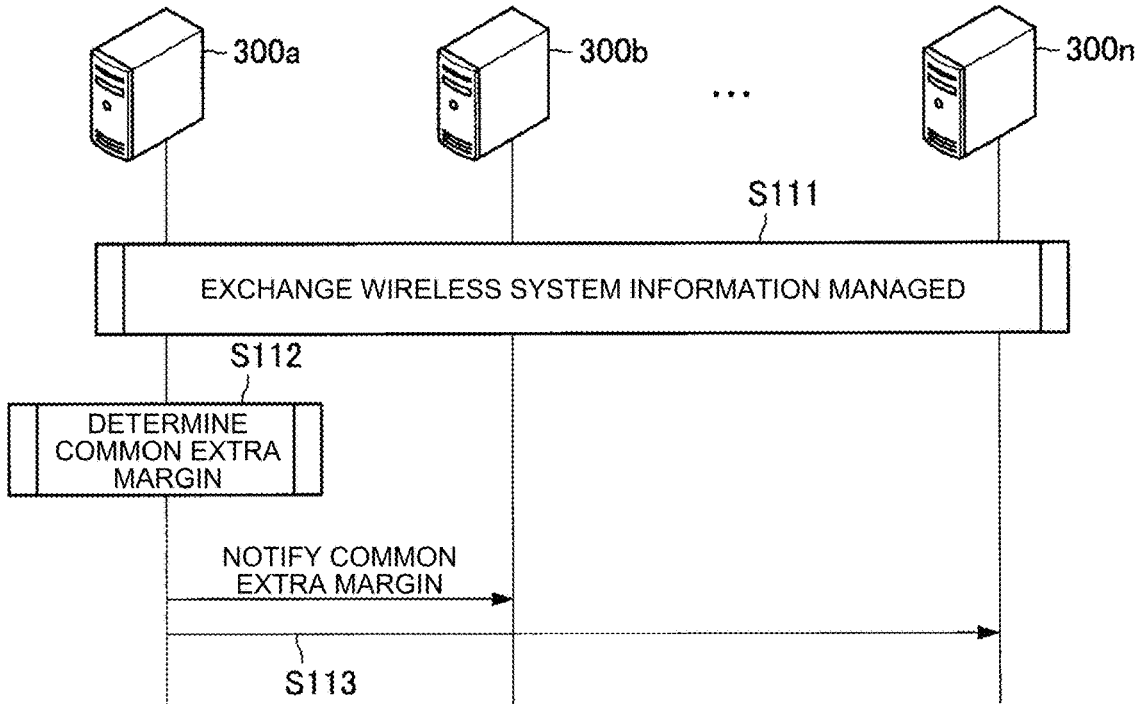 300a
300b
...
300n
S111
EXCHANGE WIRELESS SYSTEM INFORMATION MANAGED
S112
DETERMINE
COMMON EXTRA
MARGIN
NOTIFY COMMON
EXTRA MARGIN
S113